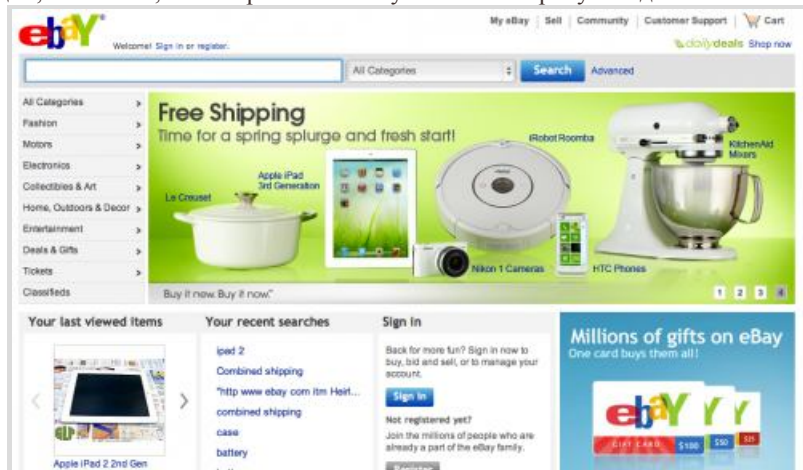 ebay
Welcome! Sign in or register.
My eBay
Sell
Community
Customer Support
Cart
dailydeals Shop now
All Categories
Search
Advanced
All Categories
Fashion
Motors
Electronics
Collectibles & Art
Home, Outdoors & Decor
Entertainment
Deals & Gifts
Tickets
Classifieds
Free Shipping
Time for a spring splurge and fresh start!
iRobot Roomba
KitchenAid
Mixers
Apple iPad
3rd Generation
Le Creuset
Nikon 1 Cameras
HTC Phones
Buy it new. Buy it now.
1 2 3 4
Your last viewed items
Apple iPad 2 2nd Gen
Your recent searches
ipad 2
Combined shipping
"http www ebay com itm Heirl...
combined shipping
case
battery
Sign in
Back for more fun? Sign in now to
buy, bid and sell, or to manage your
account.
Sign in
Not registered yet?
Join the millions of people who are
already a part of the eBay family.
Register
Millions of gifts on eBay
One card buys them all!
ebay
GIFT CARD
$100
$50
$25